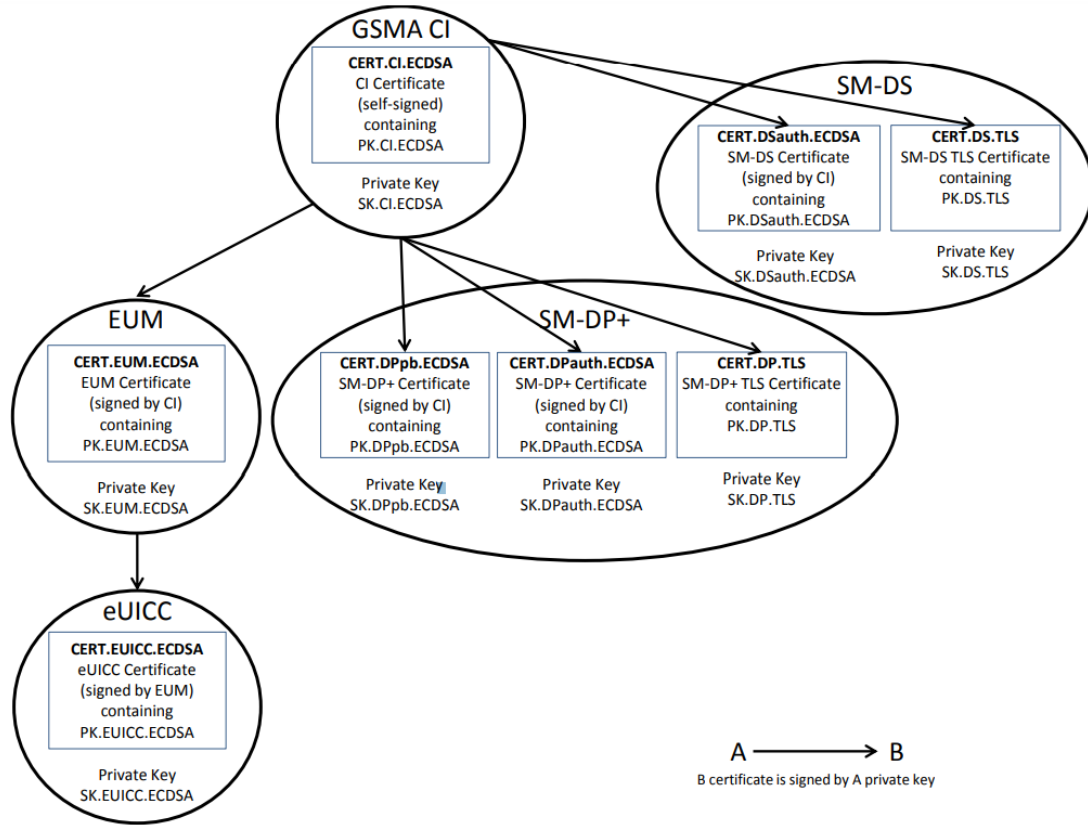 GSMA CI
CERT.CI.ECDSA
CI Certificate
(self-signed)
containing
PK.CI.ECDSA
Private Key
SK.CI.ECDSA
SM-DS
CERT.DSauth.ECDSA
SM-DS Certificate
(signed by CI)
containing
PK.DSauth.ECDSA
Private Key
SK.DSauth.ECDSA
CERT.DS.TLS
SM-DS TLS Certificate
containing
PK.DS.TLS
Private Key
SK.DS.TLS
EUM
CERT.EUM.ECDSA
EUM Certificate
(signed by CI)
containing
PK.EUM.ECDSA
Private Key
SK.EUM.ECDSA
SM-DP+
CERT.DPpb.ECDSA
SM-DP+ Certificate
(signed by CI)
containing
PK.DPpb.ECDSA
Private Key
SK.DPpb.ECDSA
CERT.DPauth.ECDSA
SM-DP+ Certificate
(signed by CI)
containing
PK.DPauth.ECDSA
Private Key
SK.DPauth.ECDSA
CERT.DP.TLS
SM-DP+ TLS Certificate
containing
PK.DP.TLS
Private Key
SK.DP.TLS
eUICC
CERT.EUICC.ECDSA
eUICC Certificate
(signed by EUM)
containing
PK.EUICC.ECDSA
Private Key
SK.EUICC.ECDSA
A B
B certificate is signed by A private key